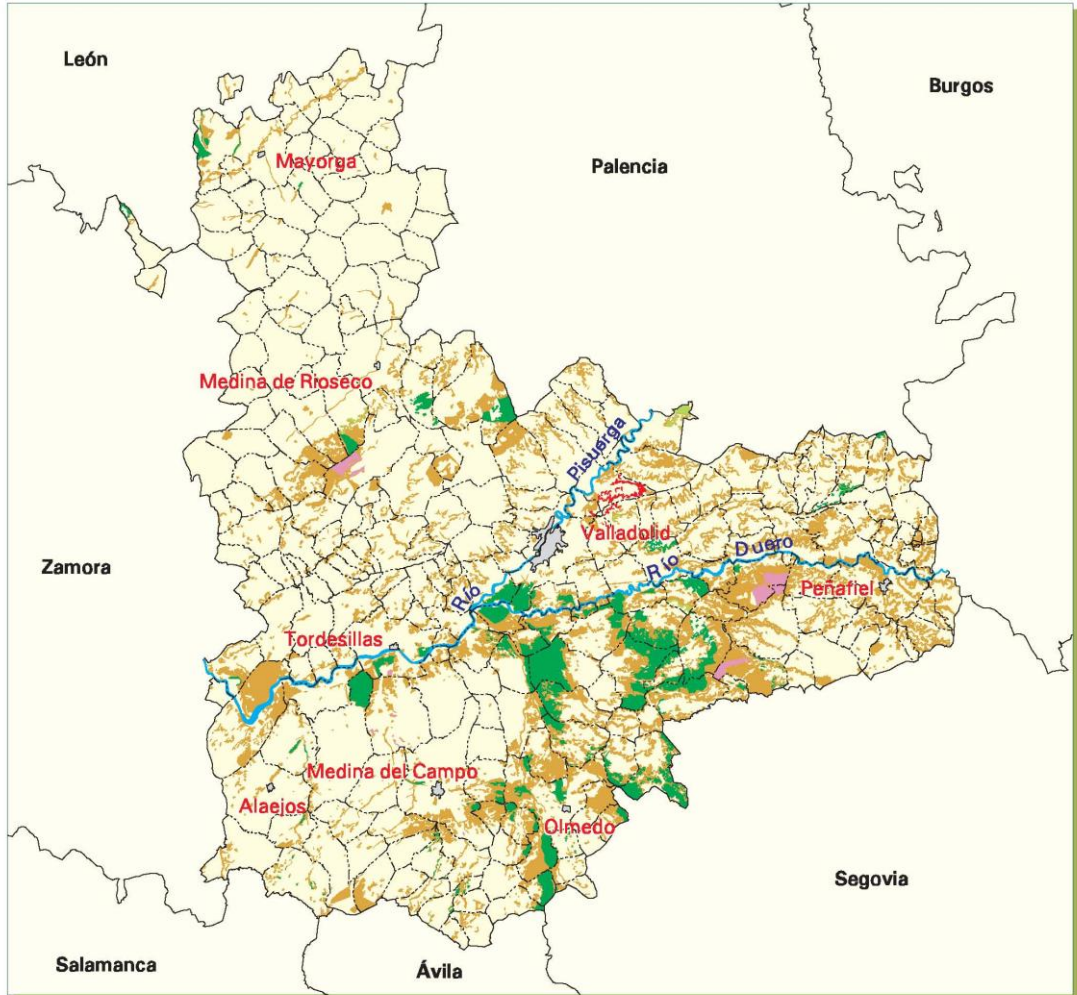 León
Burgos
Palencia
Mayorga
Medina de Rioseco
Pisuerga
Valladolid
Río Duero
Zamora
Peñafiel
Río
Tordesillas
Medina del Campo
Alaejos
Olmedo
Segovia
Salamanca
Ávila